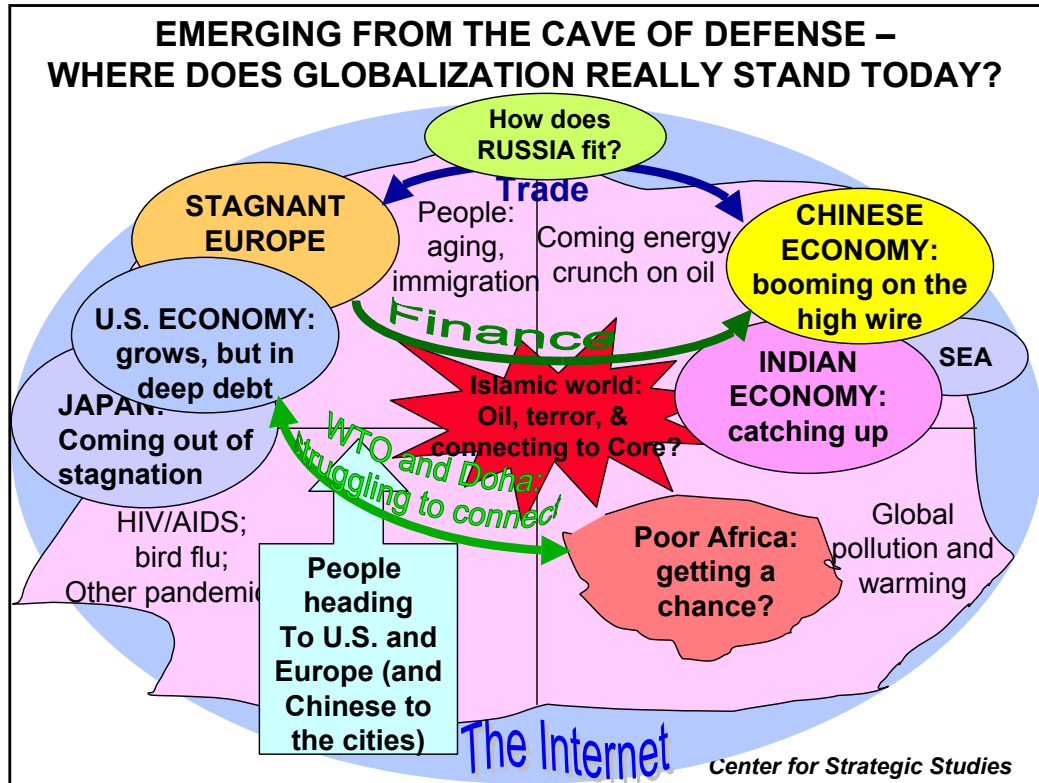 EMERGING FROM THE CAVE OF DEFENSE –
WHERE DOES GLOBALIZATION REALLY STAND TODAY?
How does
RUSSIA fit?
Trade
STAGNANT
EUROPE
People:
aging,
immigration
Coming energy
crunch on oil
CHINESE
ECONOMY:
booming on the
high wire
U.S. ECONOMY:
grows, but in
deep debt
Finance
SEA
INDIAN
ECONOMY:
catching up
Islamic world:
Oil, terror, &
connecting to Core?
JAPAN:
Coming out of
stagnation
WTO and Doha:
struggling to connect
HIV/AIDS;
bird flu;
Other pandemic
People
heading
To U.S. and
Europe (and
Chinese to
the cities)
Poor Africa:
getting a
chance?
Global
pollution and
warming
The Internet
Center for Strategic Studies